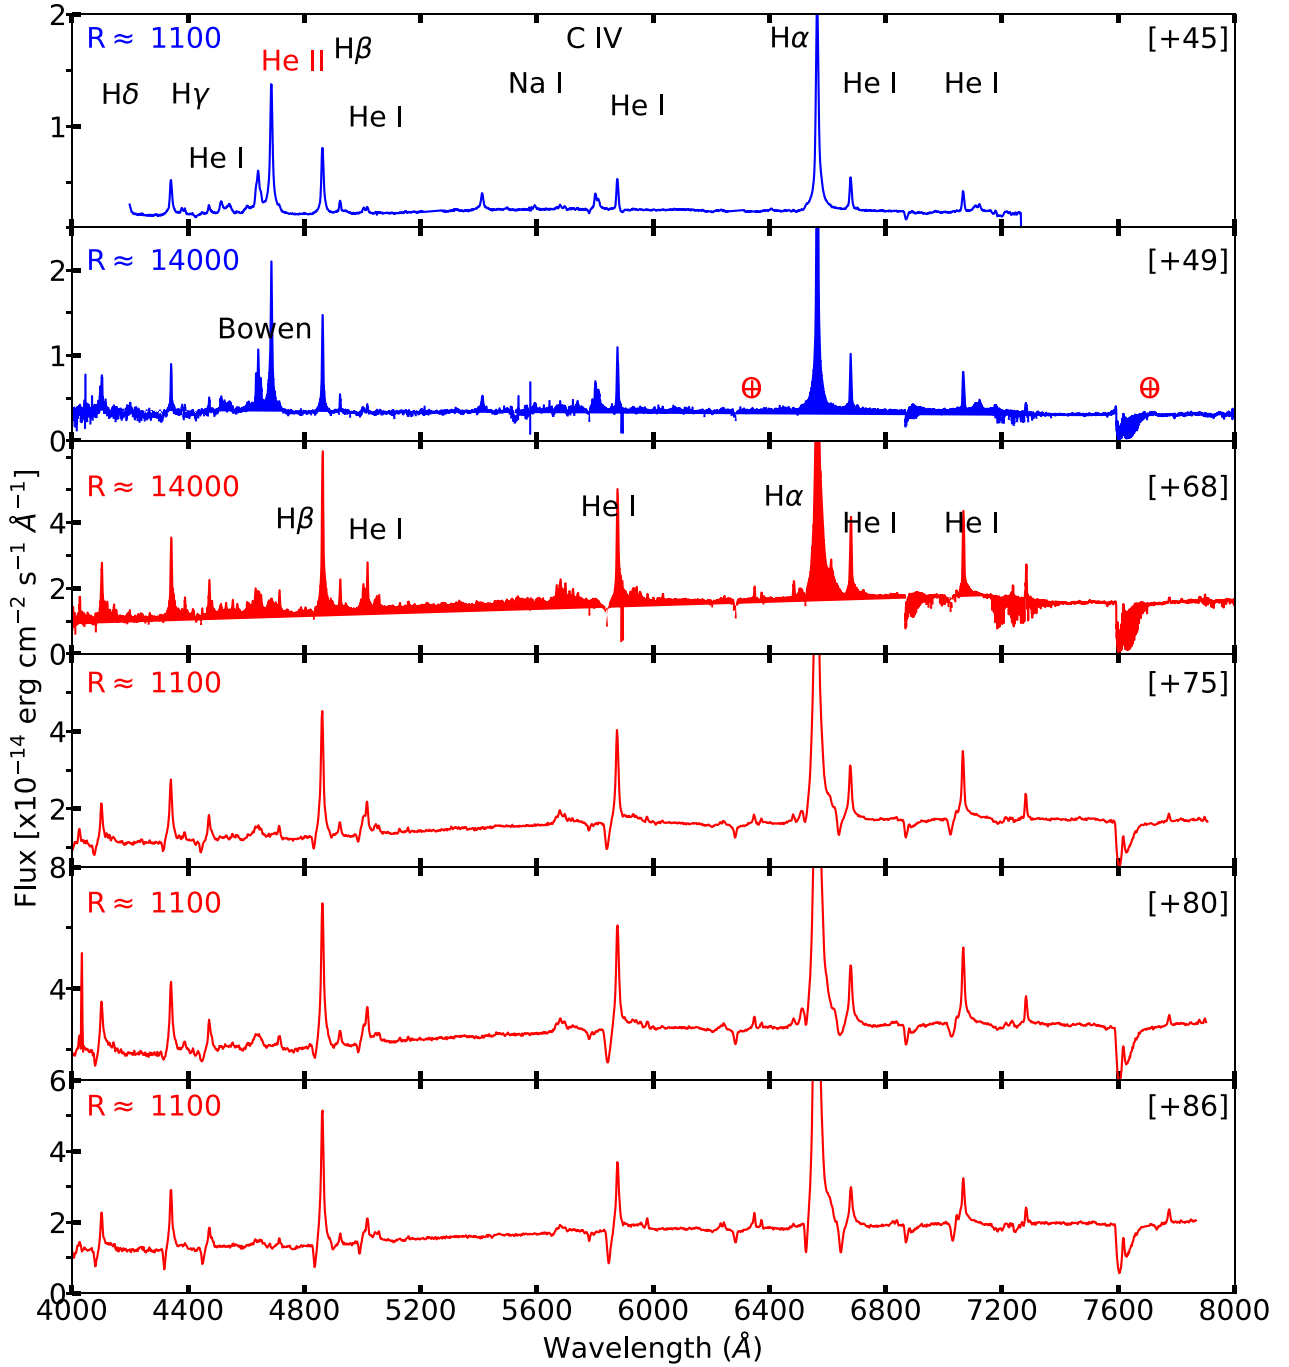 2
R ≈ 1100
C IV
Hα
[+45]
Hβ
He II
Na I
He I
He I
Hδ
Hγ
He I
He I
1
He I
R ≈ 14000
[+49]
2
Bowen
1
⊕
⊕
0
R ≈ 14000
[+68]
Hα
He I
4
Hβ
He I
He I
He I
2
0
R ≈ 1100
[+75]
4
2
8
R ≈ 1100
[+80]
4
6
R ≈ 1100
[+86]
4
2
0
Flux [x10⁻¹⁴ erg cm⁻² s⁻¹ Å⁻¹]
4000 4400 4800 5200 5600 6000 6400 6800 7200 7600 8000
Wavelength (Å)